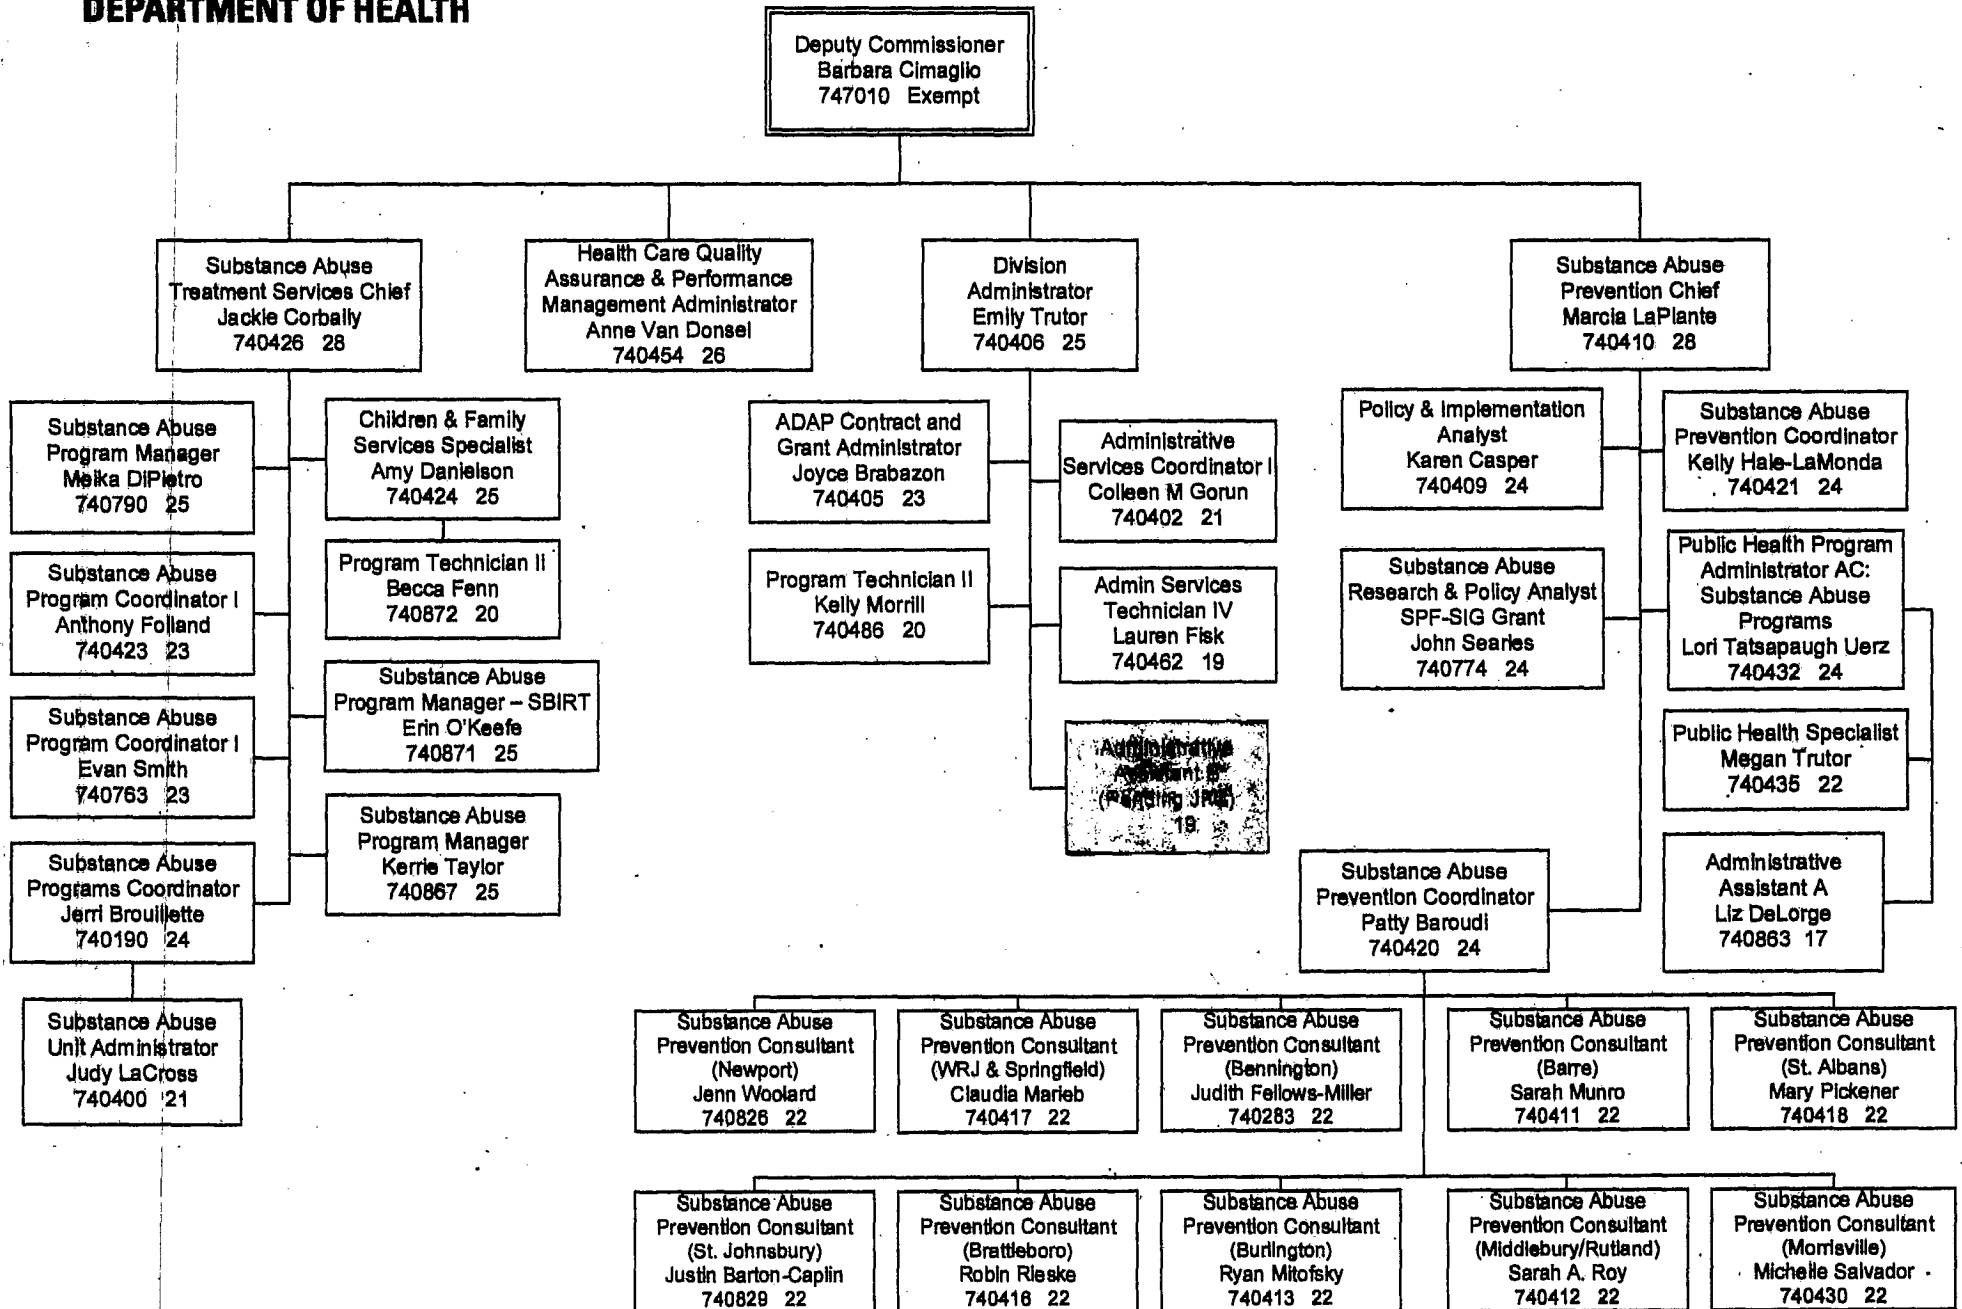 DEPARTMENT OF HEALTH
Deputy Commissioner
Barbara Cimaglio
747010 Exempt
Substance Abuse
Treatment Services Chief
Jackie Corbally
740426 28
Health Care Quality
Assurance & Performance
Management Administrator
Anne Van Donsel
740454 26
Division
Administrator
Emily Trutor
740406 25
Substance Abuse
Prevention Chief
Marcia LaPlante
740410 28
Substance Abuse
Program Manager
Meika DiPietro
740790 25
Children & Family
Services Specialist
Amy Danielson
740424 25
Program Technician II
Becca Fenn
740872 20
Substance Abuse
Program Coordinator I
Anthony Folland
740423 23
Substance Abuse
Program Manager – SBIRT
Erin O'Keefe
740871 25
Substance Abuse
Program Coordinator I
Evan Smith
740763 23
Substance Abuse
Program Manager
Kerrie Taylor
740867 25
Substance Abuse
Programs Coordinator
Jerri Brouillette
740190 24
Substance Abuse
Unit Administrator
Judy LaCross
740400 21
ADAP Contract and
Grant Administrator
Joyce Brabazon
740405 23
Administrative
Services Coordinator I
Colleen M Gorun
740402 21
Program Technician II
Kelly Morrill
740486 20
Admin Services
Technician IV
Lauren Fisk
740462 19
Administrative
Assistant B
(Pending
19
Policy & Implementation
Analyst
Karen Casper
740409 24
Substance Abuse
Prevention Coordinator
Kelly Hale-LaMonda
740421 24
Substance Abuse
Research & Policy Analyst
SPF-SIG Grant
John Searles
740774 24
Public Health Program
Administrator AC:
Substance Abuse
Programs
Lori Tatsapaugh Uerz
740432 24
Public Health Specialist
Megan Trutor
740435 22
Administrative
Assistant A
Liz DeLorge
740863 17
Substance Abuse
Prevention Coordinator
Patty Baroudi
740420 24
Substance Abuse
Prevention Consultant
(Newport)
Jenn Woolard
740826 22
Substance Abuse
Prevention Consultant
(WRJ & Springfield)
Claudia Marieb
740417 22
Substance Abuse
Prevention Consultant
(Bennington)
Judith Fellows-Miller
740283 22
Substance Abuse
Prevention Consultant
(Barre)
Sarah Munro
740411 22
Substance Abuse
Prevention Consultant
(St. Albans)
Mary Pickener
740418 22
Substance Abuse
Prevention Consultant
(St. Johnsbury)
Justin Barton-Caplin
740829 22
Substance Abuse
Prevention Consultant
(Brattleboro)
Robin Rieske
740416 22
Substance Abuse
Prevention Consultant
(Burlington)
Ryan Mitofsky
740413 22
Substance Abuse
Prevention Consultant
(Middlebury/Rutland)
Sarah A. Roy
740412 22
Substance Abuse
Prevention Consultant
(Morrisville)
Michelle Salvador
740430 22